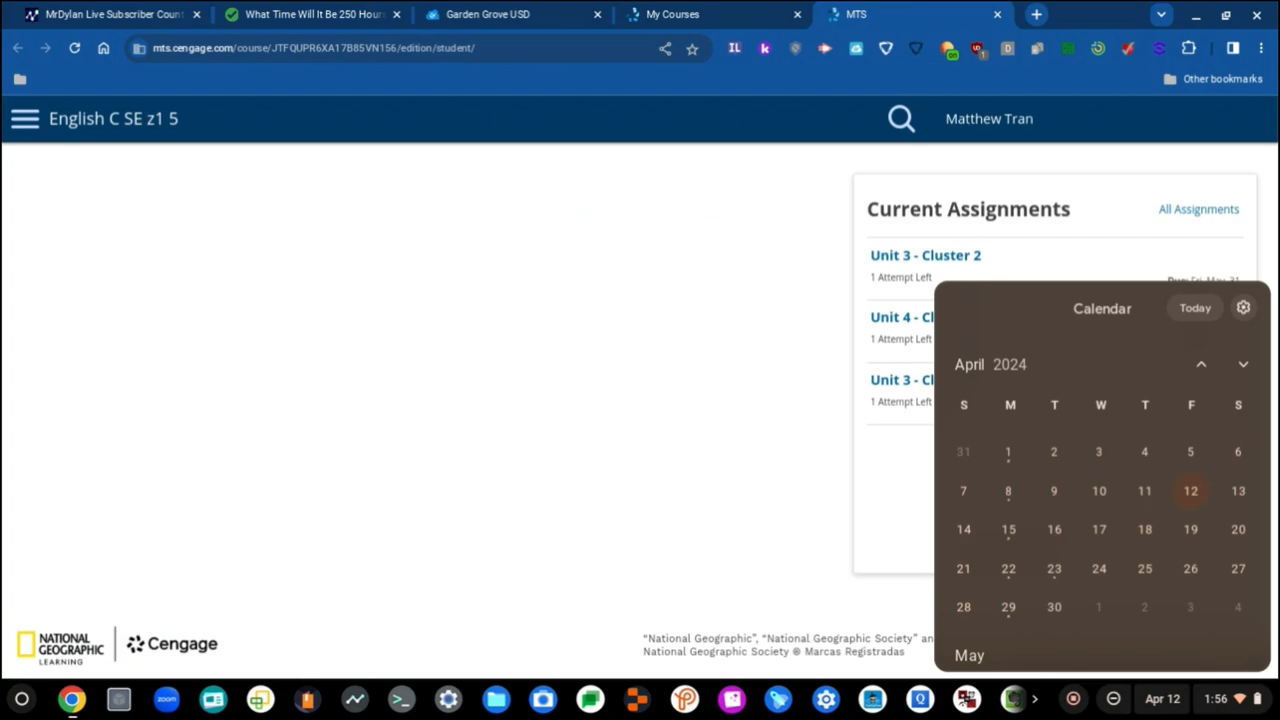 MrDylan Live Subscriber Count
What Time Will It Be 250 Hours
Garden Grove USD
My Courses
MTS
mts.cengage.com/course/JTFQUPR6XA17B85VN156/edition/student/
Other bookmarks
English C SE z1 5
Matthew Tran
Current Assignments
All Assignments
Unit 3 - Cluster 2
1 Attempt Left
Due: Fri, May, 31
Unit 4 - Cl
1 Attempt Left
Unit 3 - Cl
1 Attempt Left
Calendar
Today
April 2024
S M T W T F S
31 1 2 3 4 5 6
7 8 9 10 11 12 13
14 15 16 17 18 19 20
21 22 23 24 25 26 27
28 29 30 1 2 3 4
May
NATIONAL
GEOGRAPHIC
LEARNING
Cengage
“National Geographic”, “National Geographic Society” an
National Geographic Society ® Marcas Registradas
Apr 12
1:56